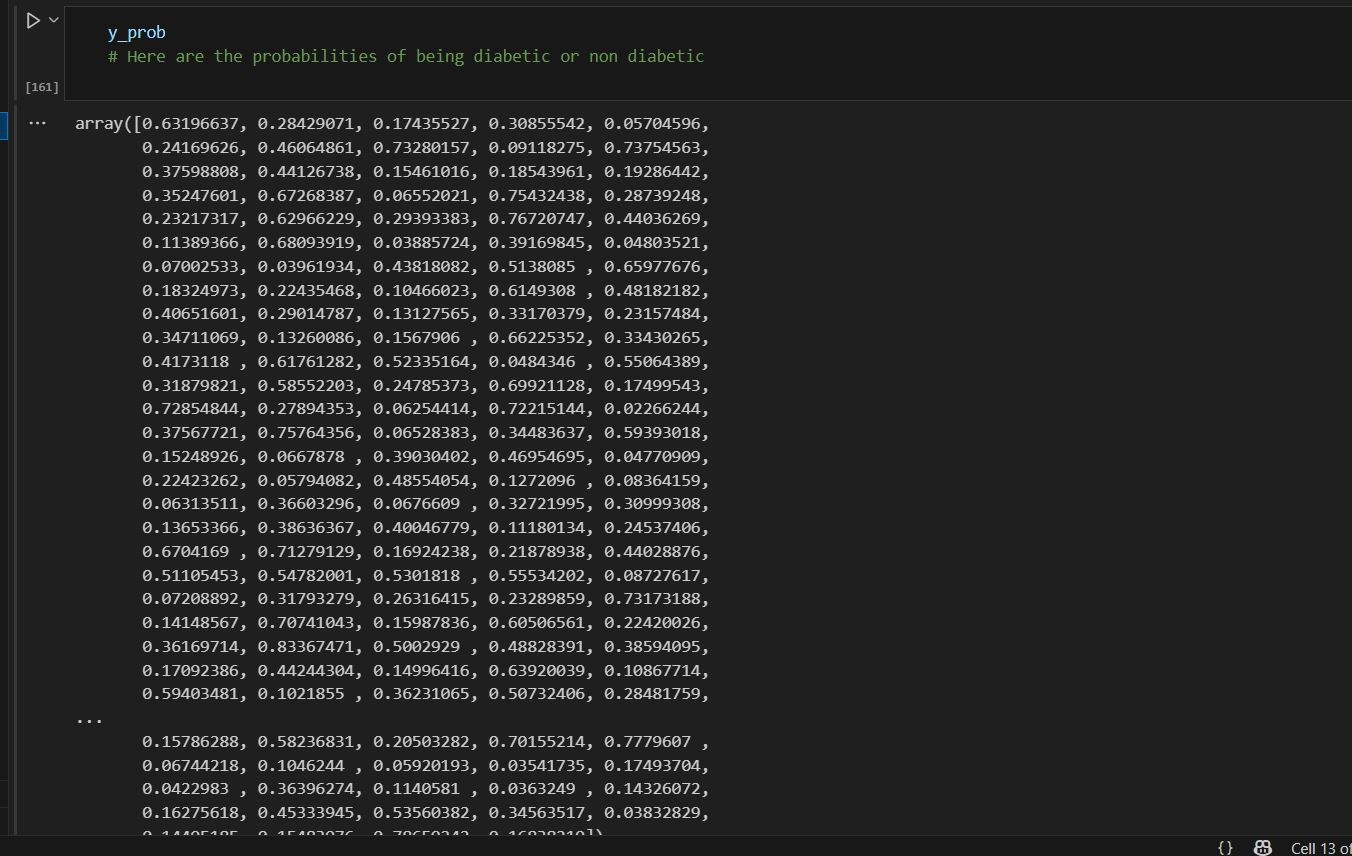 y_prob
# Here are the probabilities of being diabetic or non diabetic
[161]
... array([0.63196637, 0.28429071, 0.17435527, 0.30855542, 0.05704596,
0.24169626, 0.46064861, 0.73280157, 0.09118275, 0.73754563,
0.37598808, 0.44126738, 0.15461016, 0.18543961, 0.19286442,
0.35247601, 0.67268387, 0.06552021, 0.75432438, 0.28739248,
0.23217317, 0.62966229, 0.29393383, 0.76720747, 0.44036269,
0.11389366, 0.68093919, 0.03885724, 0.39169845, 0.04803521,
0.07002533, 0.03961934, 0.43818082, 0.5138085 , 0.65977676,
0.18324973, 0.22435468, 0.10466023, 0.6149308 , 0.48182182,
0.40651601, 0.29014787, 0.13127565, 0.33170379, 0.23157484,
0.34711069, 0.13260086, 0.1567906 , 0.66225352, 0.33430265,
0.4173118 , 0.61761282, 0.52335164, 0.0484346 , 0.55064389,
0.31879821, 0.58552203, 0.24785373, 0.69921128, 0.17499543,
0.72854844, 0.27894353, 0.06254414, 0.72215144, 0.02266244,
0.37567721, 0.75764356, 0.06528383, 0.34483637, 0.59393018,
0.15248926, 0.0667878 , 0.39030402, 0.46954695, 0.04770909,
0.22423262, 0.05794082, 0.48554054, 0.1272096 , 0.08364159,
0.06313511, 0.36603296, 0.0676609 , 0.32721995, 0.30999308,
0.13653366, 0.38636367, 0.40046779, 0.11180134, 0.24537406,
0.6704169 , 0.71279129, 0.16924238, 0.21878938, 0.44028876,
0.51105453, 0.54782001, 0.5301818 , 0.55534202, 0.08727617,
0.07208892, 0.31793279, 0.26316415, 0.23289859, 0.73173188,
0.14148567, 0.70741043, 0.15987836, 0.60506561, 0.22420026,
0.36169714, 0.83367471, 0.5002929 , 0.48828391, 0.38594095,
0.17092386, 0.44244304, 0.14996416, 0.63920039, 0.10867714,
0.59403481, 0.1021855 , 0.36231065, 0.50732406, 0.28481759,
...
0.15786288, 0.58236831, 0.20503282, 0.70155214, 0.7779607 ,
0.06744218, 0.1046244 , 0.05920193, 0.03541735, 0.17493704,
0.0422983 , 0.36396274, 0.1140581 , 0.0363249 , 0.14326072,
0.16275618, 0.45333945, 0.53560382, 0.34563517, 0.03832829,
{} Cell 13 of